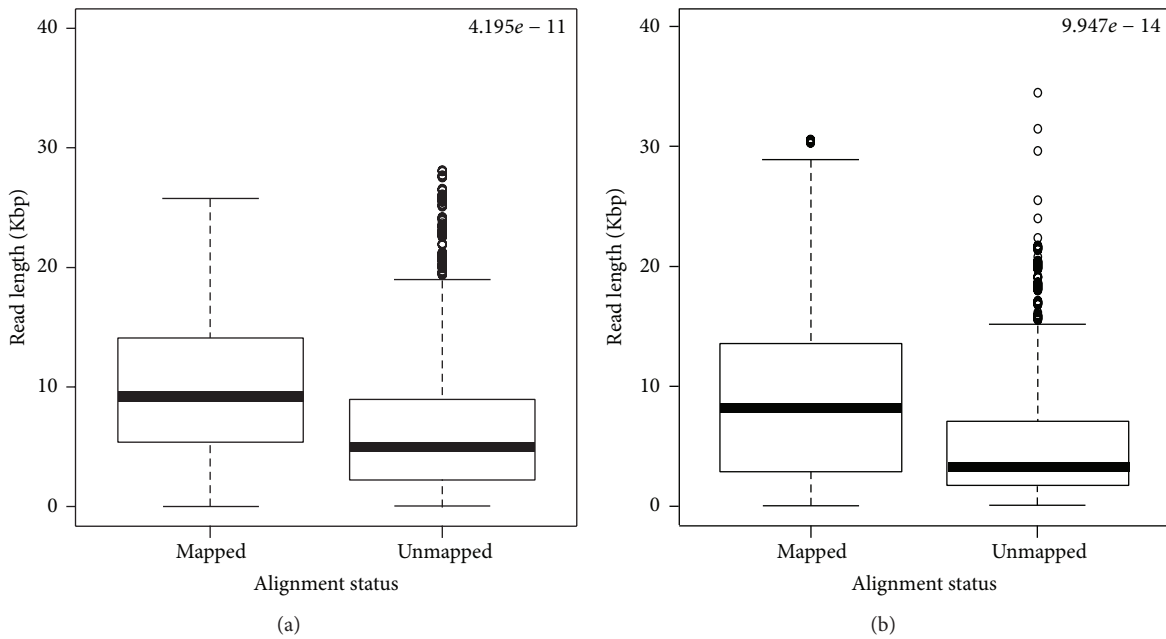 4.195e − 11
40
30
20
10
0
Read length (Kbp)
Mapped
Unmapped
Alignment status
(a)
9.947e − 14
40
30
20
10
0
Read length (Kbp)
Mapped
Unmapped
Alignment status
(b)